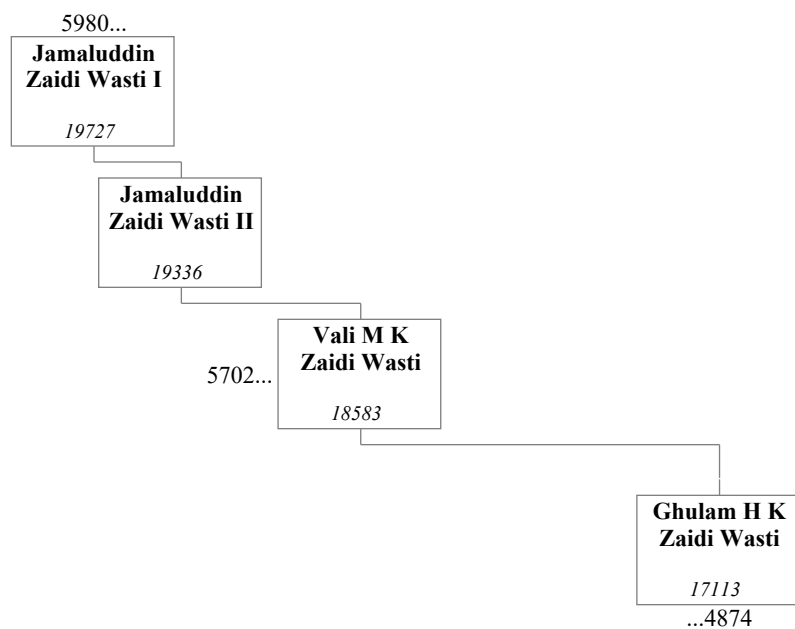 5980...
Jamaluddin
Zaidi Wasti I
19727
Jamaluddin
Zaidi Wasti II
19336
Vali M K
Zaidi Wasti
5702...
18583
Ghulam H K
Zaidi Wasti
17113
...4874